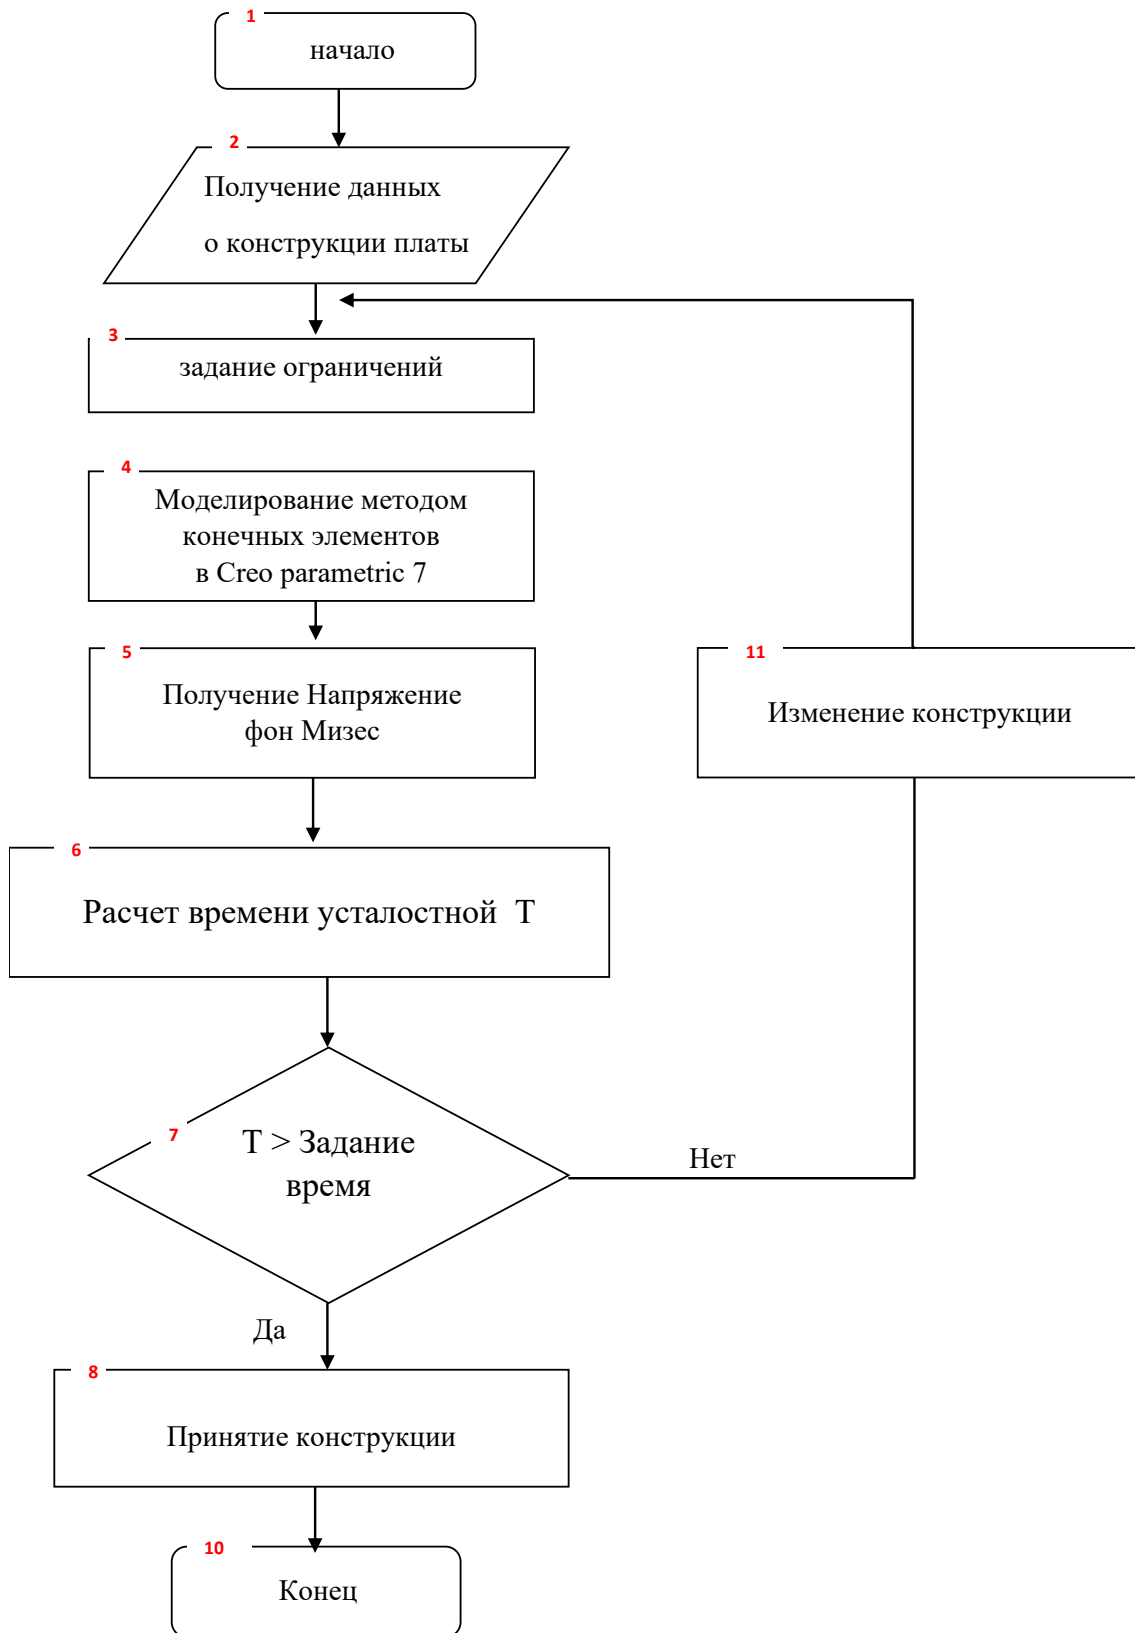 1
начало
2
Получение данных
о конструкции платы
3
задание ограничений
4
Моделирование методом
конечных элементов
в Creo parametric 7
5
Получение Напряжение
фон Мизес
11
Изменение конструкции
6
Расчет времени усталостной Т
7
Т > Задание
время
Нет
Да
8
Принятие конструкции
10
Конец